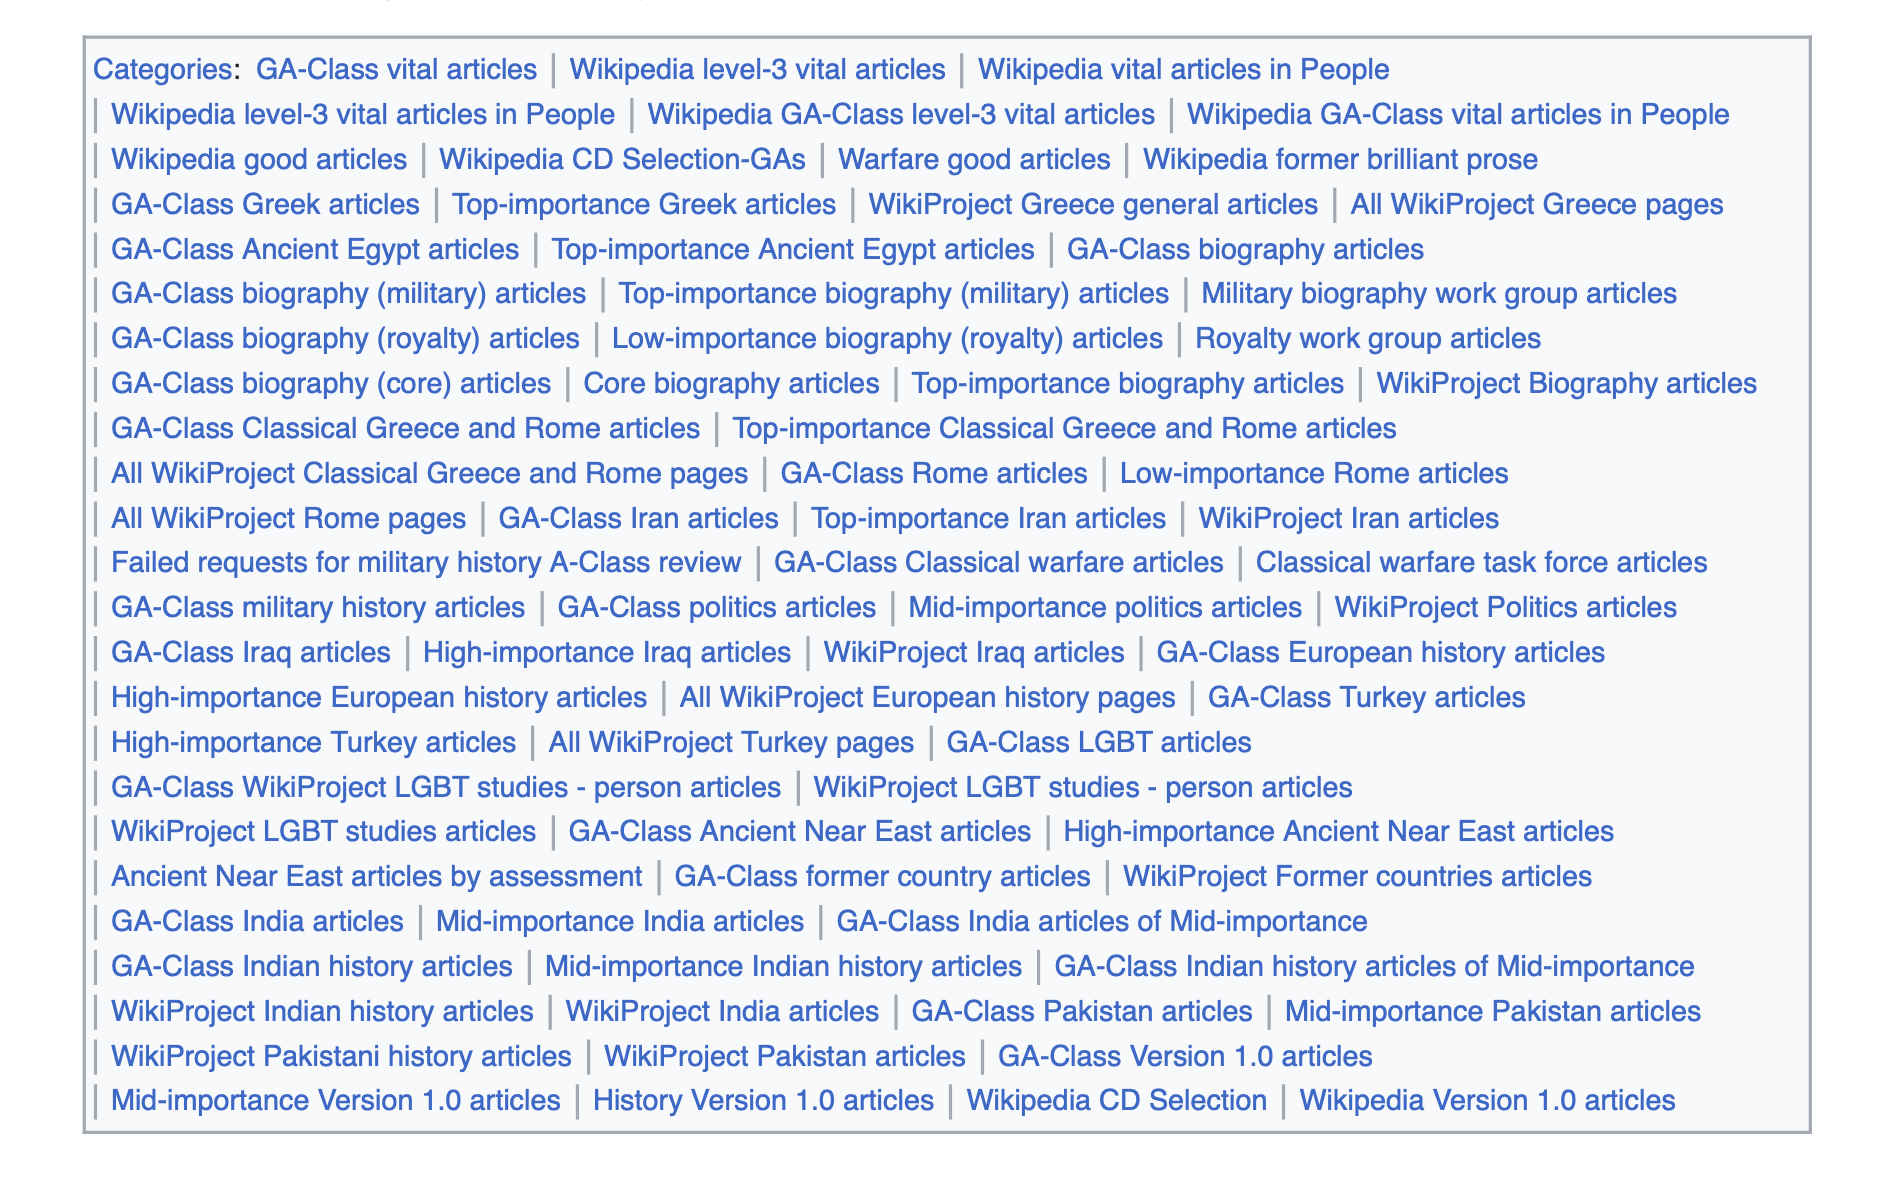 Categories: GA-Class vital articles | Wikipedia level-3 vital articles | Wikipedia vital articles in People
| Wikipedia level-3 vital articles in People | Wikipedia GA-Class level-3 vital articles | Wikipedia GA-Class vital articles in People
| Wikipedia good articles | Wikipedia CD Selection-GAs | Warfare good articles | Wikipedia former brilliant prose
| GA-Class Greek articles | Top-importance Greek articles | WikiProject Greece general articles | All WikiProject Greece pages
| GA-Class Ancient Egypt articles | Top-importance Ancient Egypt articles | GA-Class biography articles
| GA-Class biography (military) articles | Top-importance biography (military) articles | Military biography work group articles
| GA-Class biography (royalty) articles | Low-importance biography (royalty) articles | Royalty work group articles
| GA-Class biography (core) articles | Core biography articles | Top-importance biography articles | WikiProject Biography articles
| GA-Class Classical Greece and Rome articles | Top-importance Classical Greece and Rome articles
| All WikiProject Classical Greece and Rome pages | GA-Class Rome articles | Low-importance Rome articles
| All WikiProject Rome pages | GA-Class Iran articles | Top-importance Iran articles | WikiProject Iran articles
| Failed requests for military history A-Class review | GA-Class Classical warfare articles | Classical warfare task force articles
| GA-Class military history articles | GA-Class politics articles | Mid-importance politics articles | WikiProject Politics articles
| GA-Class Iraq articles | High-importance Iraq articles | WikiProject Iraq articles | GA-Class European history articles
| High-importance European history articles | All WikiProject European history pages | GA-Class Turkey articles
| High-importance Turkey articles | All WikiProject Turkey pages | GA-Class LGBT articles
| GA-Class WikiProject LGBT studies - person articles | WikiProject LGBT studies - person articles
| WikiProject LGBT studies articles | GA-Class Ancient Near East articles | High-importance Ancient Near East articles
| Ancient Near East articles by assessment | GA-Class former country articles | WikiProject Former countries articles
| GA-Class India articles | Mid-importance India articles | GA-Class India articles of Mid-importance
| GA-Class Indian history articles | Mid-importance Indian history articles | GA-Class Indian history articles of Mid-importance
| WikiProject Indian history articles | WikiProject India articles | GA-Class Pakistan articles | Mid-importance Pakistan articles
| WikiProject Pakistani history articles | WikiProject Pakistan articles | GA-Class Version 1.0 articles
| Mid-importance Version 1.0 articles | History Version 1.0 articles | Wikipedia CD Selection | Wikipedia Version 1.0 articles